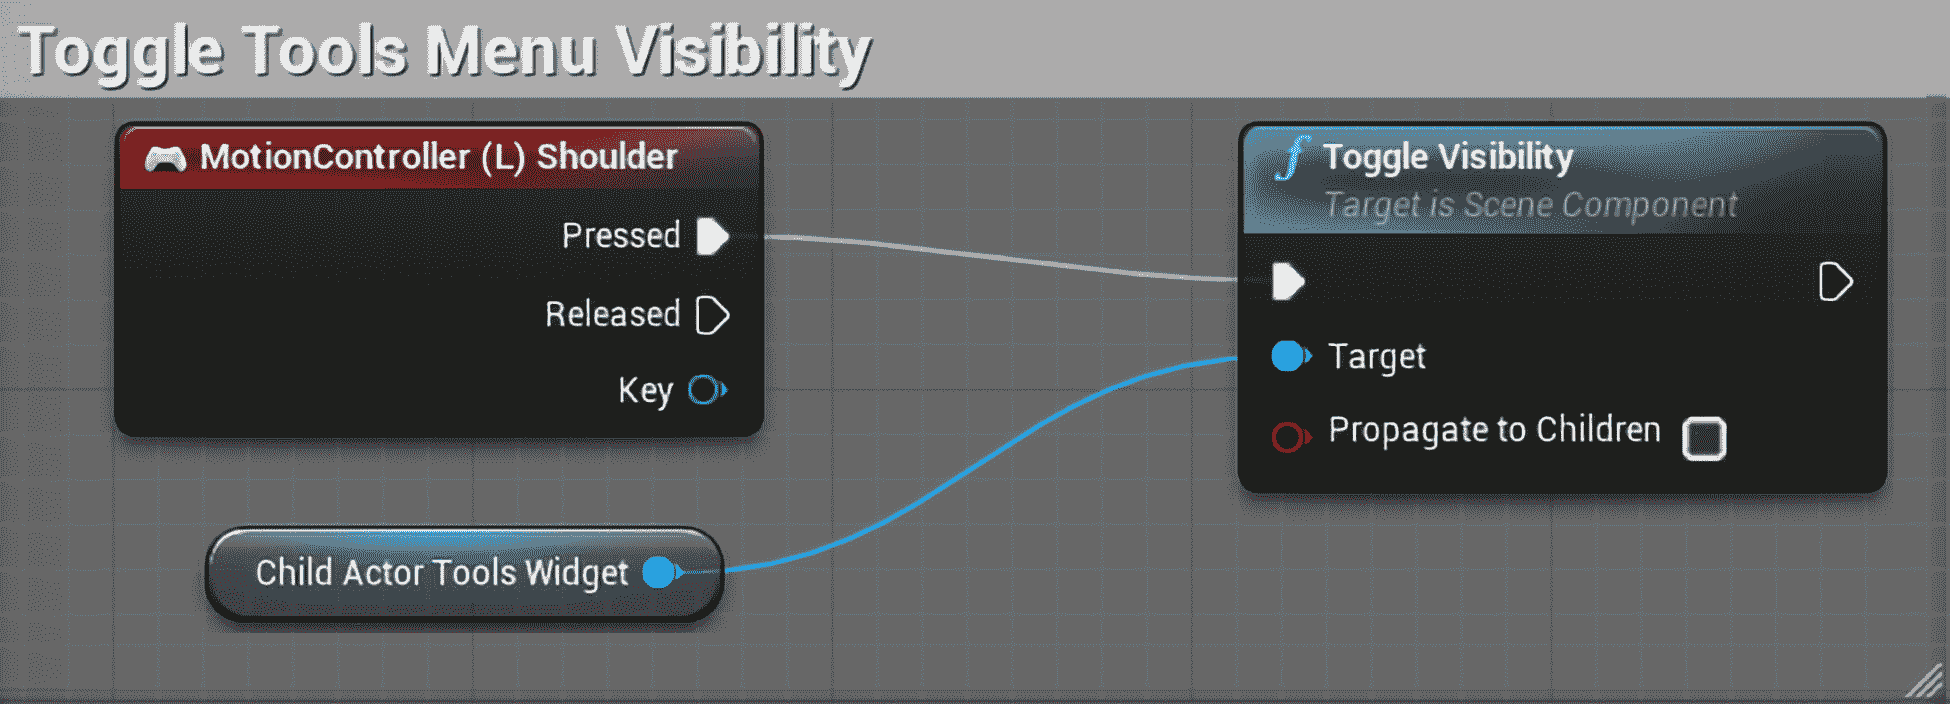 Toggle Tools Menu Visibility
MotionController (L) Shoulder
Pressed
Released
Key
Child Actor Tools Widget
Toggle Visibility
Target is Scene Component
Target
Propagate to Children